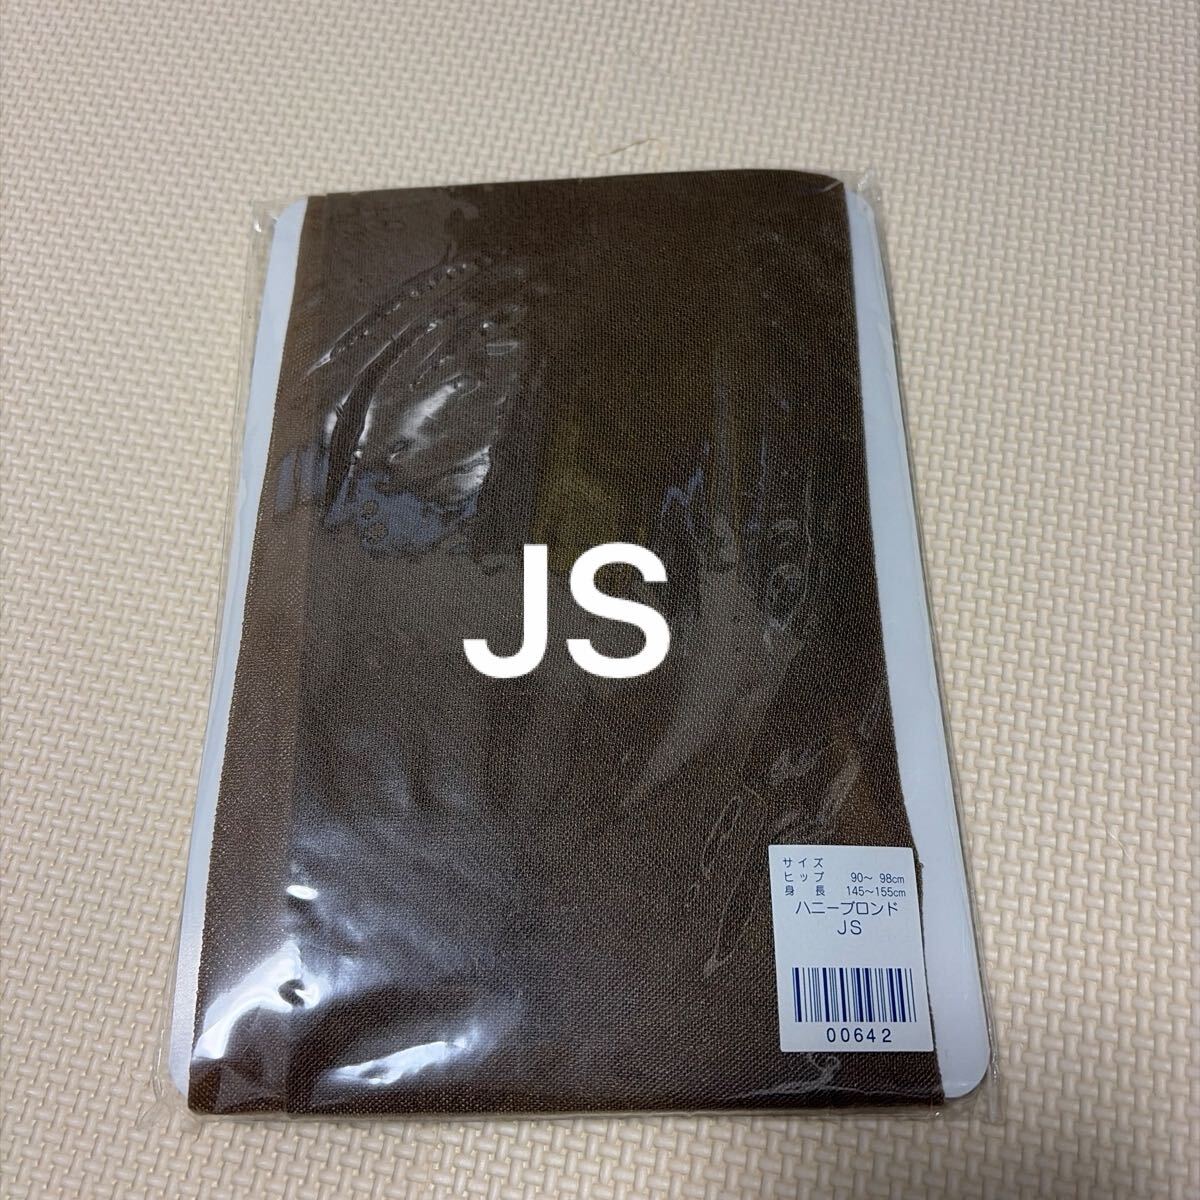 JS
サイズ
ヒップ 90〜 98cm
身 長 145〜155cm
ハニーブロンド
JS
00642